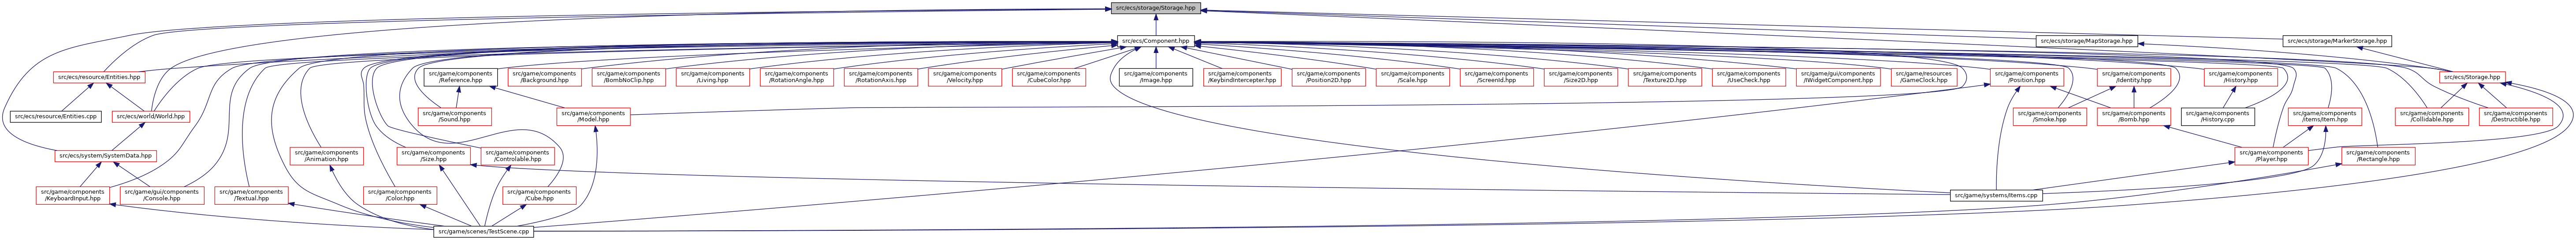 src/ecs/storage/Storage.hpp
src/ecs/Component.hpp
src/ecs/storage/MapStorage.hpp
src/ecs/storage/MarkerStorage.hpp
src/ecs/resource/Entities.hpp
src/game/components
/Reference.hpp
src/game/components
/Background.hpp
src/game/components
/BombNoClip.hpp
src/game/components
/Living.hpp
src/game/components
/RotationAngle.hpp
src/game/components
/RotationAxis.hpp
src/game/components
/Velocity.hpp
src/game/components
/CubeColor.hpp
src/game/components
/Image.hpp
src/game/components
/KeybindIntercepter.hpp
src/game/components
/Position2D.hpp
src/game/components
/Scale.hpp
src/game/components
/ScreenId.hpp
src/game/components
/Size2D.hpp
src/game/components
/Texture2D.hpp
src/game/components
/UseCheck.hpp
src/game/gui/components
/IWidgetComponent.hpp
src/game/resources
/GameClock.hpp
src/game/components
/Position.hpp
src/game/components
/Identity.hpp
src/game/components
/History.hpp
src/ecs/Storage.hpp
src/ecs/resource/Entities.cpp
src/ecs/world/World.hpp
src/game/components
/Sound.hpp
src/game/components
/Model.hpp
src/game/components
/Smoke.hpp
src/game/components
/Bomb.hpp
src/game/components
/History.cpp
src/game/components
/items/Item.hpp
src/game/components
/Collidable.hpp
src/game/components
/Destructible.hpp
src/ecs/system/SystemData.hpp
src/game/components
/Animation.hpp
src/game/components
/Size.hpp
src/game/components
/Controlable.hpp
src/game/components
/Player.hpp
src/game/components
/Rectangle.hpp
src/game/components
/KeyboardInput.hpp
src/game/gui/components
/Console.hpp
src/game/components
/Textual.hpp
src/game/components
/Color.hpp
src/game/components
/Cube.hpp
src/game/systems/Items.cpp
src/game/scenes/TestScene.cpp